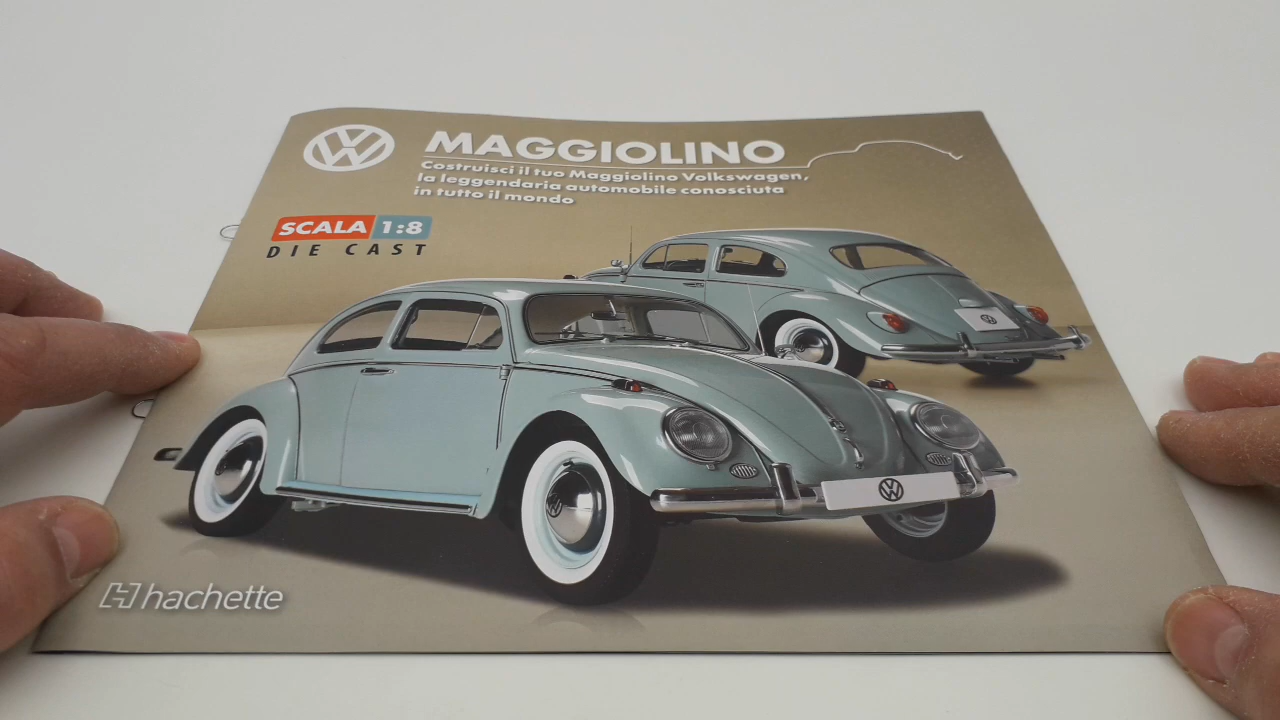 MAGGIOLINO
Costruisci il tuo Maggiolino Volkswagen,
la leggendaria automobile conosciuta
in tutto il mondo
SCALA 1:8
DIE CAST
hachette